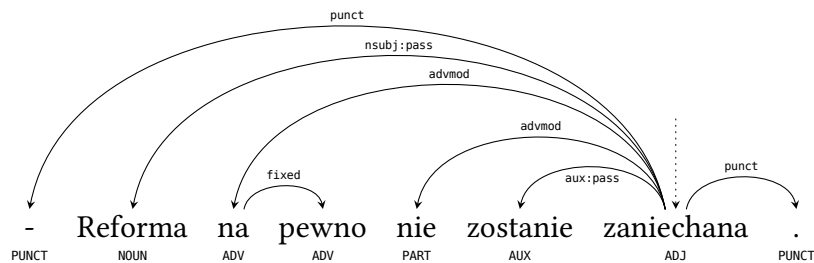 punct
nsubj:pass
advmod
advmod
fixed
aux:pass
punct
- Reforma na pewno nie zostanie zaniechana .
PUNCT NOUN ADV ADV PART AUX ADJ PUNCT